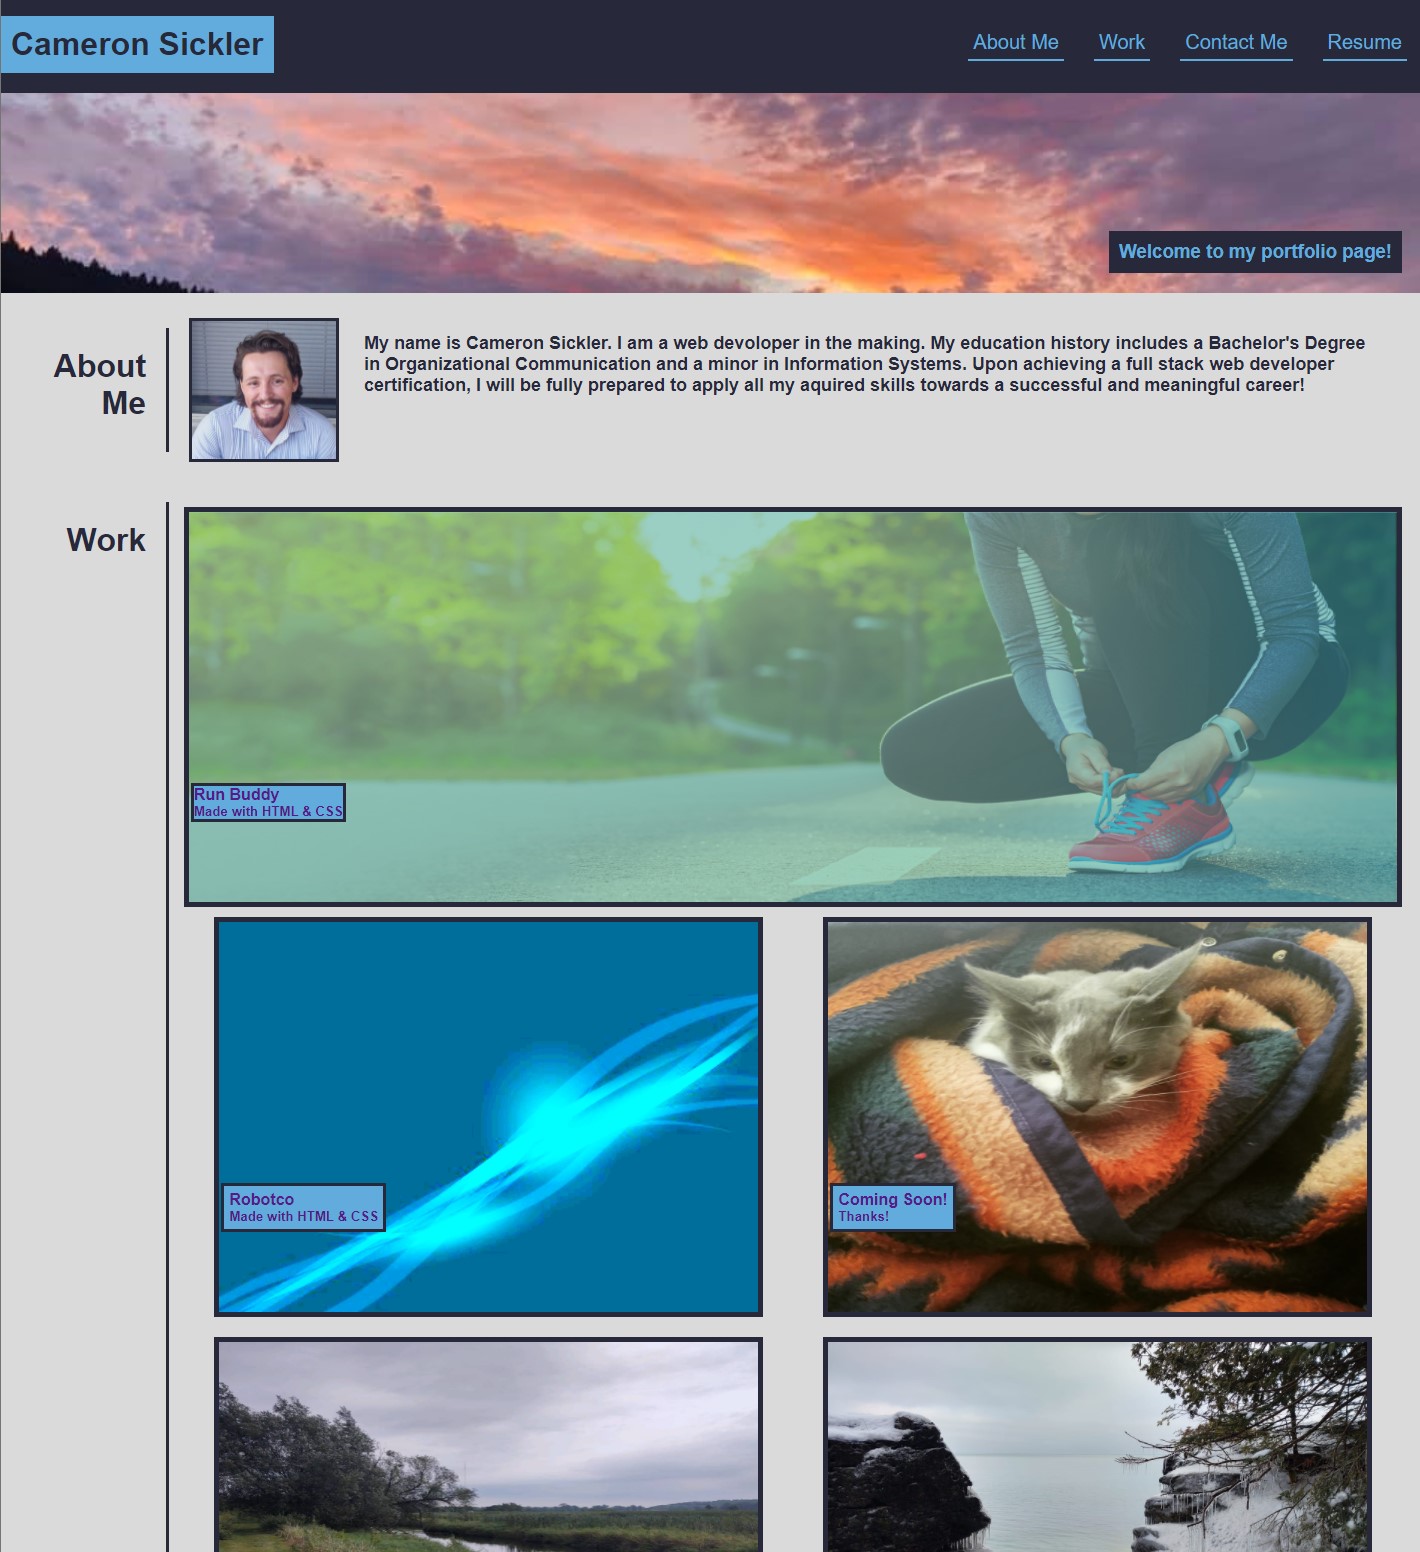 Cameron Sickler
About Me
Work
Contact Me
Resume
Welcome to my portfolio page!
About
Me
My name is Cameron Sickler. I am a web devoloper in the making. My education history includes a Bachelor's Degree
in Organizational Communication and a minor in Information Systems. Upon achieving a full stack web developer
certification, I will be fully prepared to apply all my aquired skills towards a successful and meaningful career!
Work
Run Buddy
Made with HTML & CSS
Robotco
Made with HTML & CSS
Coming Soon!
Thanks!